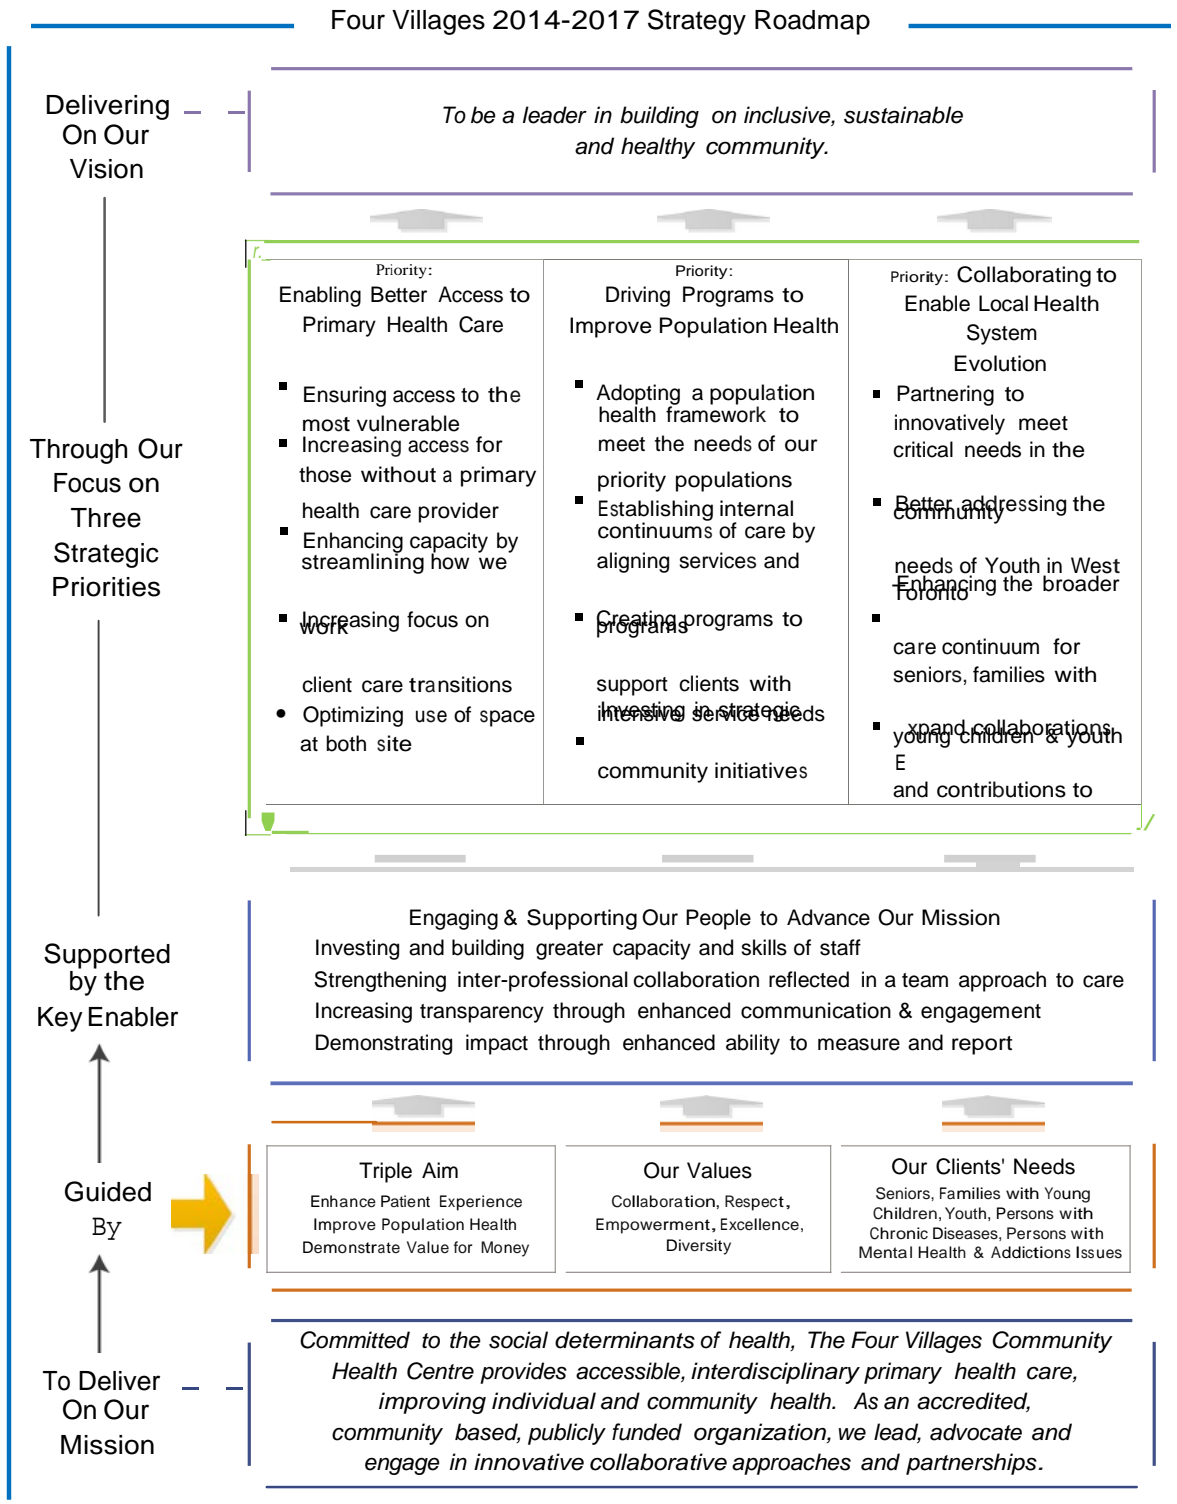 Four Villages 2014-2017 Strategy Roadmap
Delivering
On Our
Vision
To be a leader in building on inclusive, sustainable
and healthy community.
Through Our
Focus on
Three
Strategic
Priorities
r.
Priority:
Enabling Better Access to
Primary Health Care
Ensuring access to the
most vulnerable
Increasing access for
those without a primary
health care provider
Enhancing capacity by
streamlining how we
work
Increasing focus on
client care transitions
Optimizing use of space
at both site
Priority:
Driving Programs to
Improve Population Health
Adopting a population
health framework to
meet the needs of our
priority populations
Establishing internal
continuums of care by
aligning services and
programs
Creating programs to
support clients with
intensive service needs
Investing in strategic
community initiatives
Priority: Collaborating to
Enable Local Health
System
Evolution
Partnering to
innovatively meet
critical needs in the
community
Better addressing the
needs of Youth in West
Toronto
Enhancing the broader
care continuum for
seniors, families with
young children & youth
xpand collaborations
E
and contributions to
Supported
by the
Key Enabler
Engaging & Supporting Our People to Advance Our Mission
Investing and building greater capacity and skills of staff
Strengthening inter-professional collaboration reflected in a team approach to care
Increasing transparency through enhanced communication & engagement
Demonstrating impact through enhanced ability to measure and report
Guided
By
Triple Aim
Enhance Patient Experience
Improve Population Health
Demonstrate Value for Money
Our Values
Collaboration, Respect,
Empowerment, Excellence,
Diversity
Our Clients' Needs
Seniors, Families with Young
Children, Youth, Persons with
Chronic Diseases, Persons with
Mental Health & Addictions Issues
To Deliver
On Our
Mission
Committed to the social determinants of health, The Four Villages Community
Health Centre provides accessible, interdisciplinary primary health care,
improving individual and community health. As an accredited,
community based, publicly funded organization, we lead, advocate and
engage in innovative collaborative approaches and partnerships.